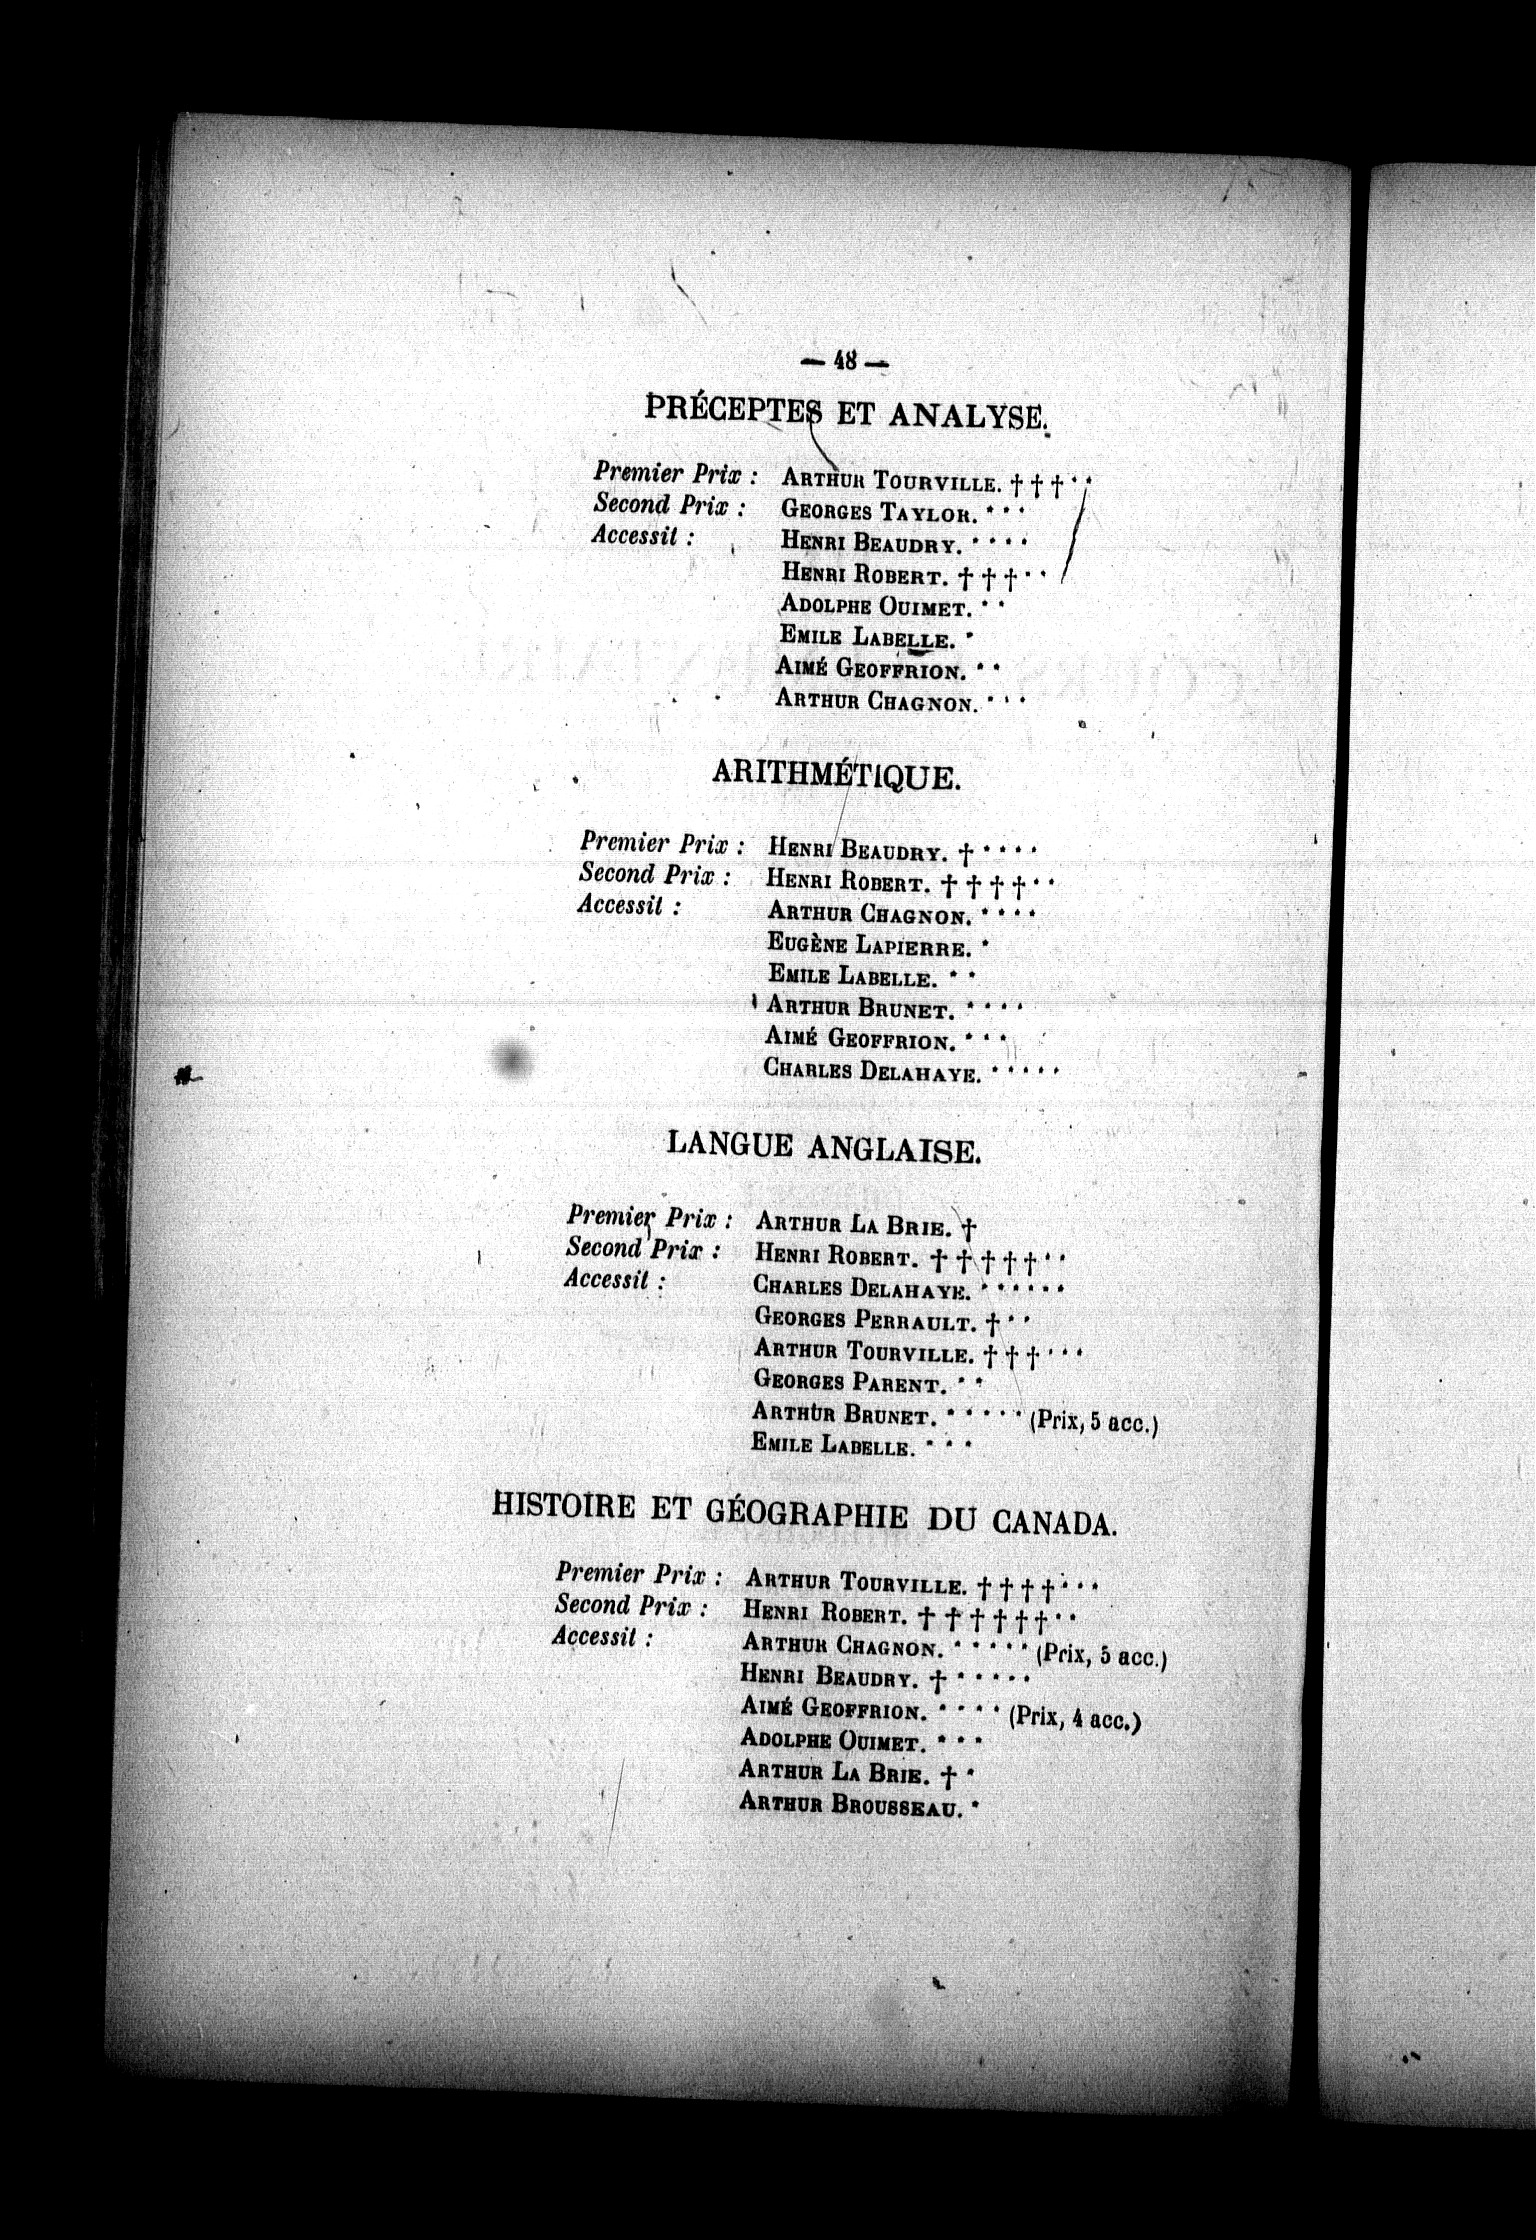 — 48 —
PRÉCEPTES ET ANALYSE.
Premier Prix : ARTHUR TOURVILLE. † † † * *
Second Prix : GEORGES TAYLOR. * * *
Accessit : HENRI BEAUDRY. * * * *
HENRI ROBERT. † † † * *
ADOLPHE OUIMET. * *
EMILE LABELLE. *
AIMÉ GEOFFRION. * *
ARTHUR CHAGNON. * * *
ARITHMÉTIQUE.
Premier Prix : HENRI BEAUDRY. † * * * *
Second Prix : HENRI ROBERT. † † † † * *
Accessit : ARTHUR CHAGNON. * * * *
EUGÈNE LAPIERRE. *
EMILE LABELLE. * *
ARTHUR BRUNET. * * * *
AIMÉ GEOFFRION. * * *
CHARLES DELAHAYE. * * * * *
LANGUE ANGLAISE.
Premier Prix : ARTHUR LA BRIE. †
Second Prix : HENRI ROBERT. † † † † † * *
Accessit : CHARLES DELAHAYE. * * * * * *
GEORGES PERRAULT. † * *
ARTHUR TOURVILLE. † † † * * *
GEORGES PARENT. * *
ARTHUR BRUNET. * * * * * (Prix, 5 acc.)
EMILE LABELLE. * * *
HISTOIRE ET GÉOGRAPHIE DU CANADA.
Premier Prix : ARTHUR TOURVILLE. † † † † * * *
Second Prix : HENRI ROBERT. † † † † † † * *
Accessit : ARTHUR CHAGNON. * * * * * (Prix, 5 acc.)
HENRI BEAUDRY. † * * * * *
AIMÉ GEOFFRION. * * * * (Prix, 4 acc.)
ADOLPHE OUIMET. * * *
ARTHUR LA BRIE. † *
ARTHUR BROUSSEAU. *